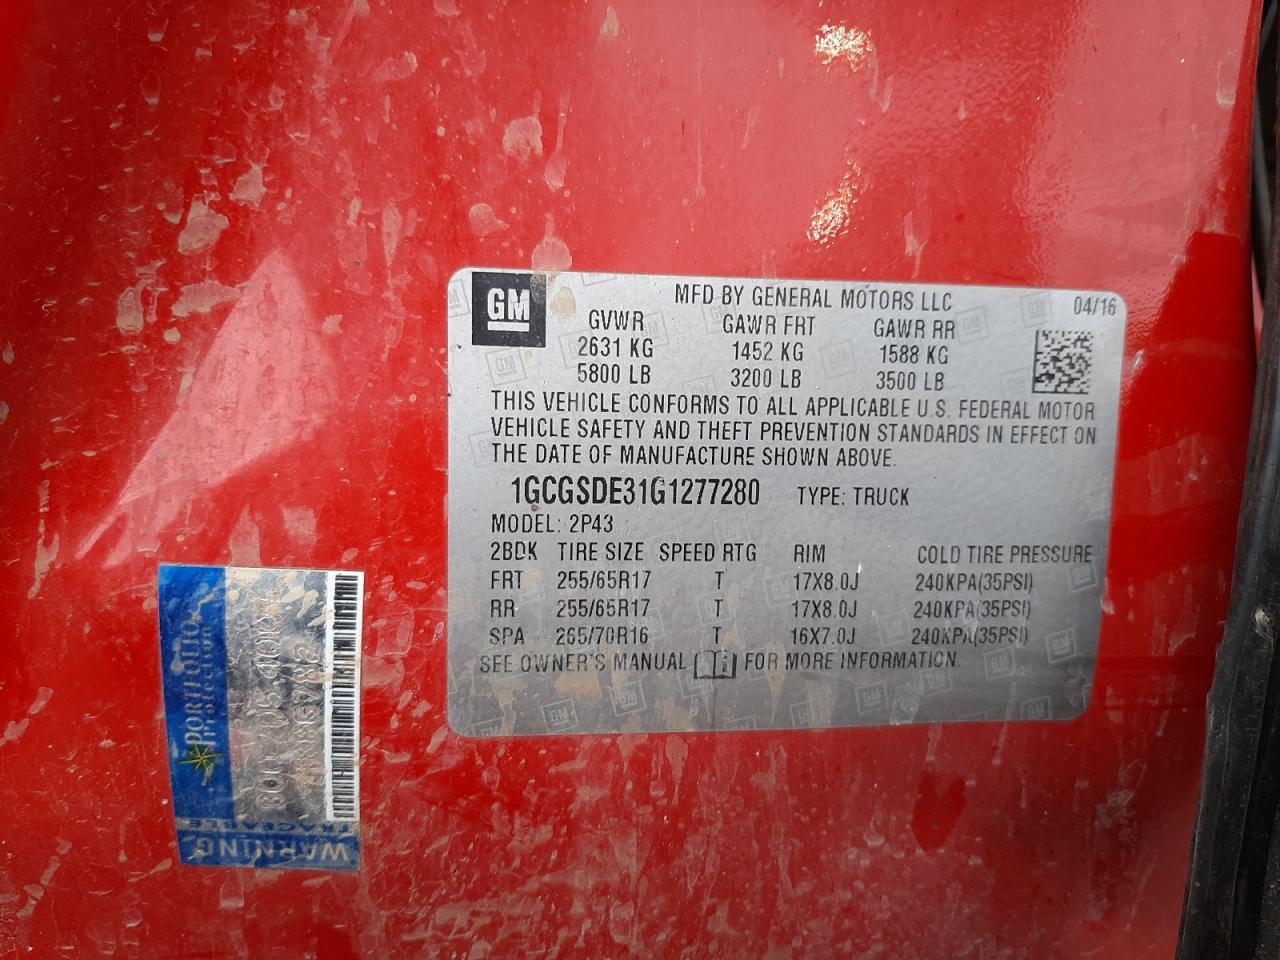 GM
MFD BY GENERAL MOTORS LLC
04/16
GVWR GAWR FRT GAWR RR
2631 KG 1452 KG 1588 KG
5800 LB 3200 LB 3500 LB
THIS VEHICLE CONFORMS TO ALL APPLICABLE U.S. FEDERAL MOTOR
VEHICLE SAFETY AND THEFT PREVENTION STANDARDS IN EFFECT ON
THE DATE OF MANUFACTURE SHOWN ABOVE.
1GCGSDE31G1277280 TYPE: TRUCK
MODEL: 2P43
2BDK TIRE SIZE SPEED RTG RIM COLD TIRE PRESSURE
FRT 255/65R17 T 17X8.0J 240KPA(35PSI)
RR 255/65R17 T 17X8.0J 240KPA(35PSI)
SPA 265/70R16 T 16X7.0J 240KPA(35PSI)
SEE OWNER'S MANUAL FOR MORE INFORMATION
PORTFOLIO
Protection
WARNING
TRACEABLE